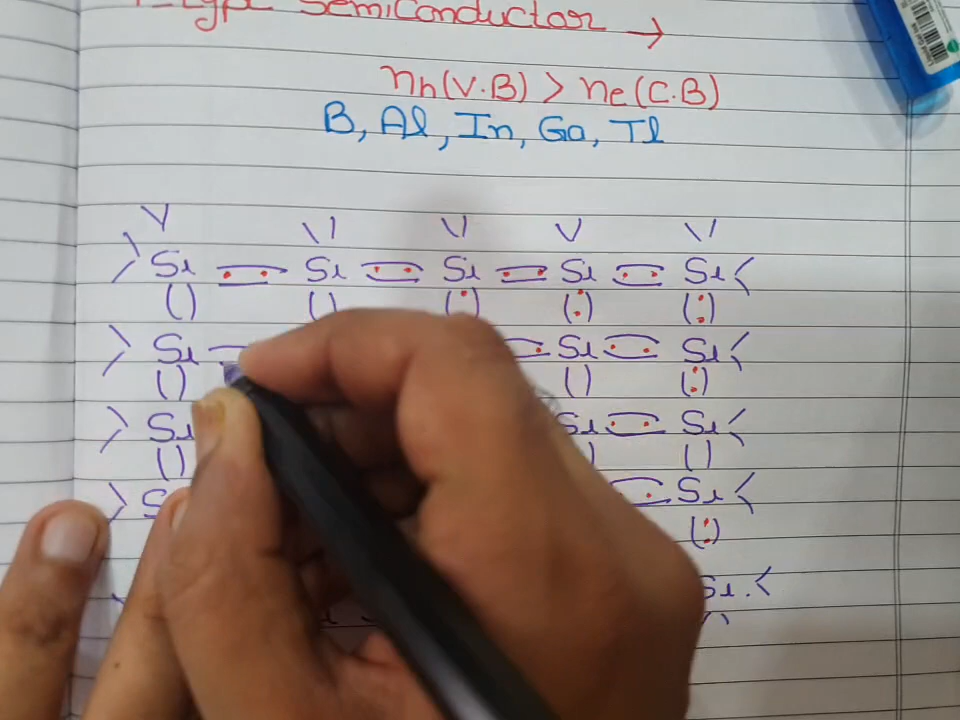 Semiconductor →
nh(V.B) > ne(C.B)
B, Al, In, Ga, Tl
Si Si Si Si Si
Si Si Si
Si Si Si
Si
Si